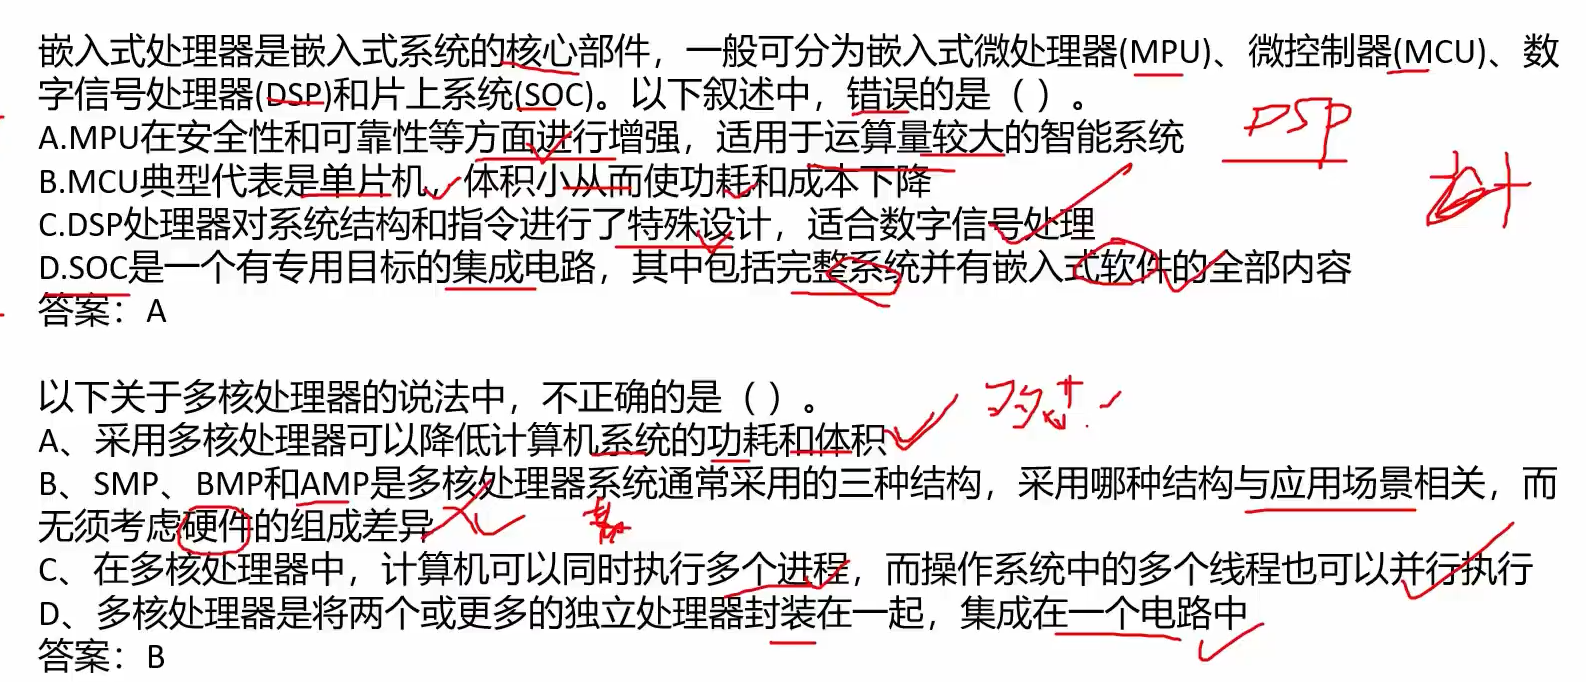 嵌入式处理器是嵌入式系统的核心部件，一般可分为嵌入式微处理器(MPU)、微控制器(MCU)、数
字信号处理器(DSP)和片上系统(SOC)。以下叙述中，错误的是（ ）。
A.MPU在安全性和可靠性等方面进行增强，适用于运算量较大的智能系统
DSP
B.MCU典型代表是单片机，体积小从而使功耗和成本下降
C.DSP处理器对系统结构和指令进行了特殊设计，适合数字信号处理
D.SOC是一个有专用目标的集成电路，其中包括完整系统并有嵌入式软件的全部内容
答案：A
以下关于多核处理器的说法中，不正确的是（ ）。
A、采用多核处理器可以降低计算机系统的功耗和体积
B、SMP、BMP和AMP是多核处理器系统通常采用的三种结构，采用哪种结构与应用场景相关，而
无须考虑硬件的组成差异
C、在多核处理器中，计算机可以同时执行多个进程，而操作系统中的多个线程也可以并行执行
D、多核处理器是将两个或更多的独立处理器封装在一起，集成在一个电路中
答案：B